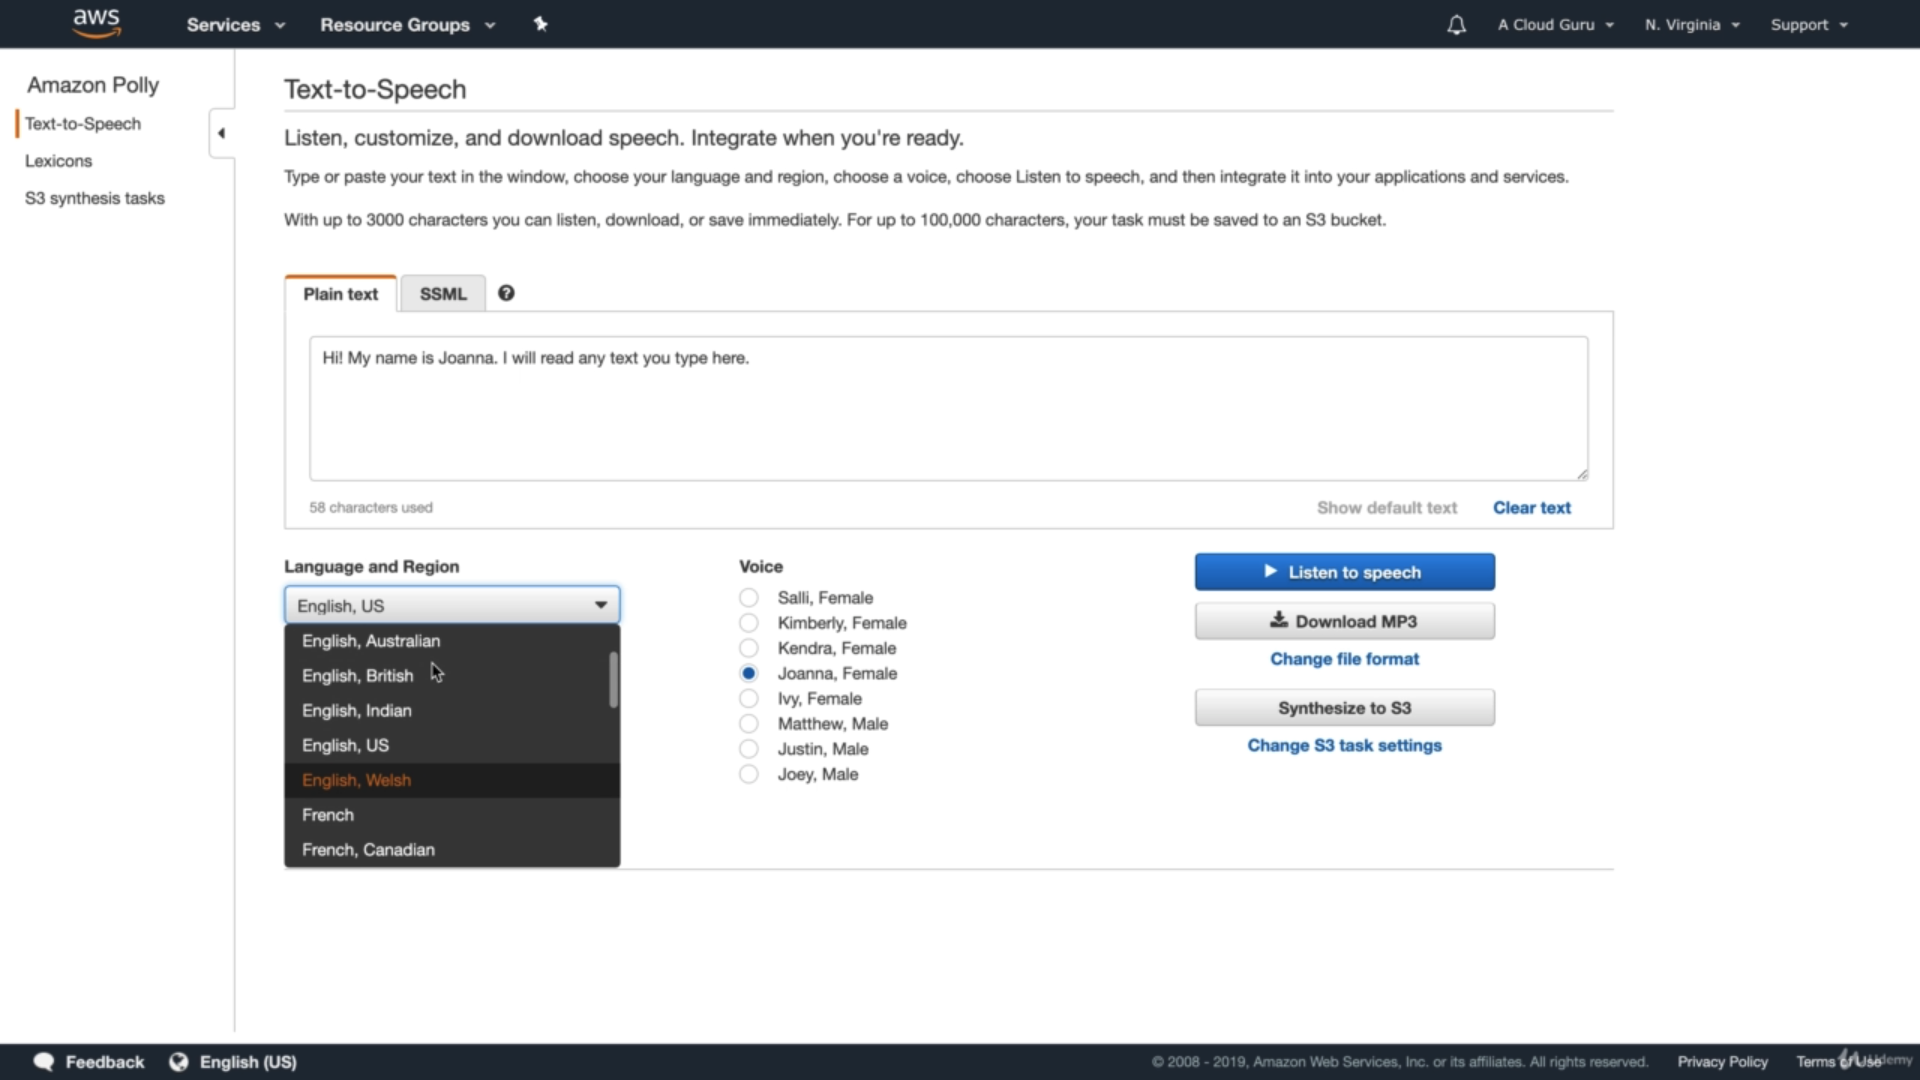 aws
Services
Resource Groups
A Cloud Guru
N. Virginia
Support
Amazon Polly
Text-to-Speech
Lexicons
S3 synthesis tasks
Text-to-Speech
Listen, customize, and download speech. Integrate when you're ready.
Type or paste your text in the window, choose your language and region, choose a voice, choose Listen to speech, and then integrate it into your applications and services.
With up to 3000 characters you can listen, download, or save immediately. For up to 100,000 characters, your task must be saved to an S3 bucket.
Plain text
SSML
?
Hi! My name is Joanna. I will read any text you type here.
58 characters used
Show default text
Clear text
Language and Region
English, US
English, Australian
English, British
English, Indian
English, US
English, Welsh
French
French, Canadian
Voice
Salli, Female
Kimberly, Female
Kendra, Female
Joanna, Female
Ivy, Female
Matthew, Male
Justin, Male
Joey, Male
Listen to speech
Download MP3
Change file format
Synthesize to S3
Change S3 task settings
Feedback
English (US)
© 2008 - 2019, Amazon Web Services, Inc. or its affiliates. All rights reserved.
Privacy Policy
Terms of Use